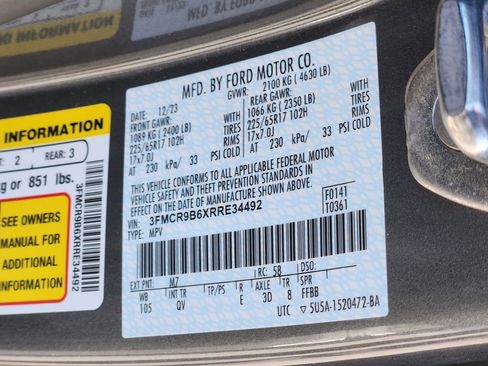 MFD. BY FORD MOTOR CO.
GVWR: 2100 KG ( 4630 LB)
12/23
FRONT GAWR:
1089 KG ( 2400 LB)
225/65R17 102H
17x7.0J
AT 230 kPa/ 33 PSI COLD
TIRES
RIMS
REAR GAWR:
1066 KG ( 2350 LB)
225/65R17 102H
17x7.0J
AT 230 kPa/ 33 PSI COLD
TIRES
RIMS
THIS VEHICLE CONFORMS TO ALL APPLICABLE FEDERAL MOTOR
VEHICLE SAFETY AND THEFT PREVENTION STANDARDS IN
EFFECT ON THE DATE OF MANUFACTURE SHOWN ABOVE.
VIN: 3FMCR9B6XRRE34492
TYPE: MPV
F0141
T0361
EXT PNT: M7 RC: 58
WB INT TR TP/PS R AXLE TR SPR
105 QV E 3D 8 FFBB
UTC ▽ 5U5A-1520472-BA
INFORMATION
2 REAR: 3
kg or 851 lbs.
SEE OWNERS
MANUAL FOR
ADDITIONAL
INFORMATION
3FMCR9B6XRRE34492